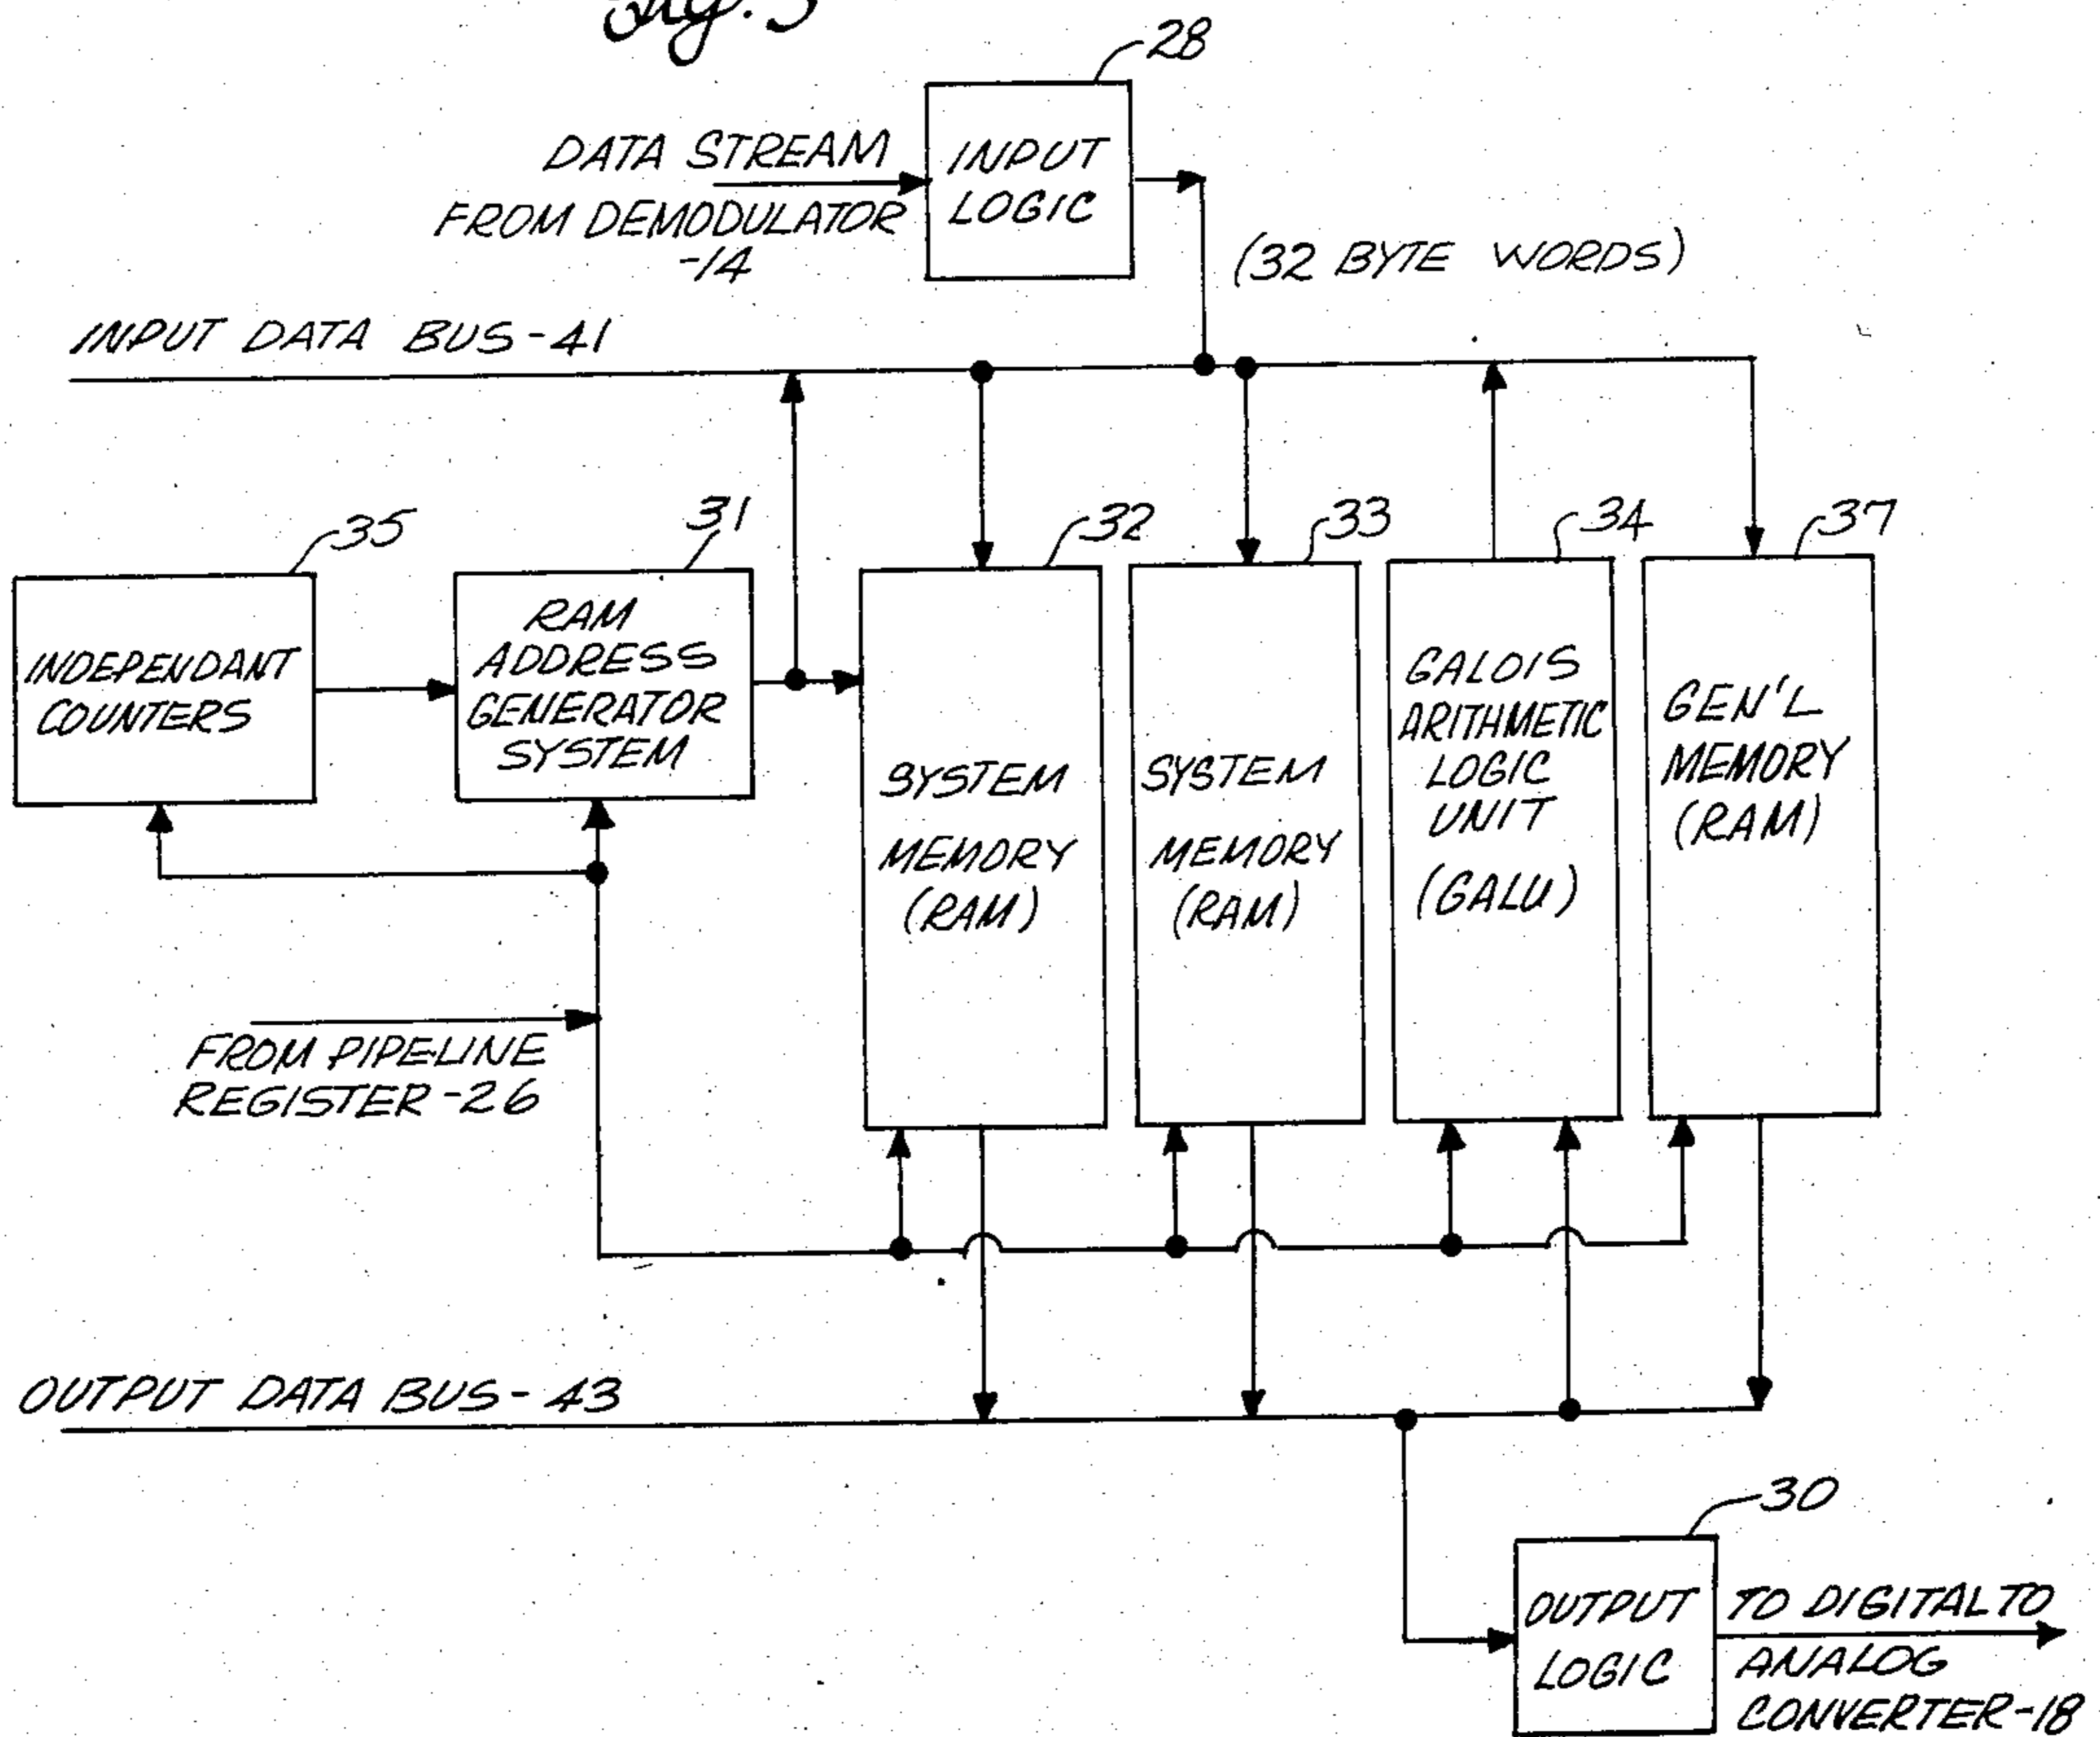 Fig. 3
28
DATA STREAM
FROM DEMODULATOR
-14
INPUT
LOGIC
(32 BYTE WORDS)
INPUT DATA BUS-41
35
31
32
33
34
37
INDEPENDANT
COUNTERS
RAM
ADDRESS
GENERATOR
SYSTEM
SYSTEM
MEMORY
(RAM)
SYSTEM
MEMORY
(RAM)
GALOIS
ARITHMETIC
LOGIC
UNIT
(GALU)
GEN'L
MEMORY
(RAM)
FROM PIPELINE
REGISTER-26
OUTPUT DATA BUS-43
30
OUTPUT
LOGIC
TO DIGITAL TO
ANALOG
CONVERTER-18